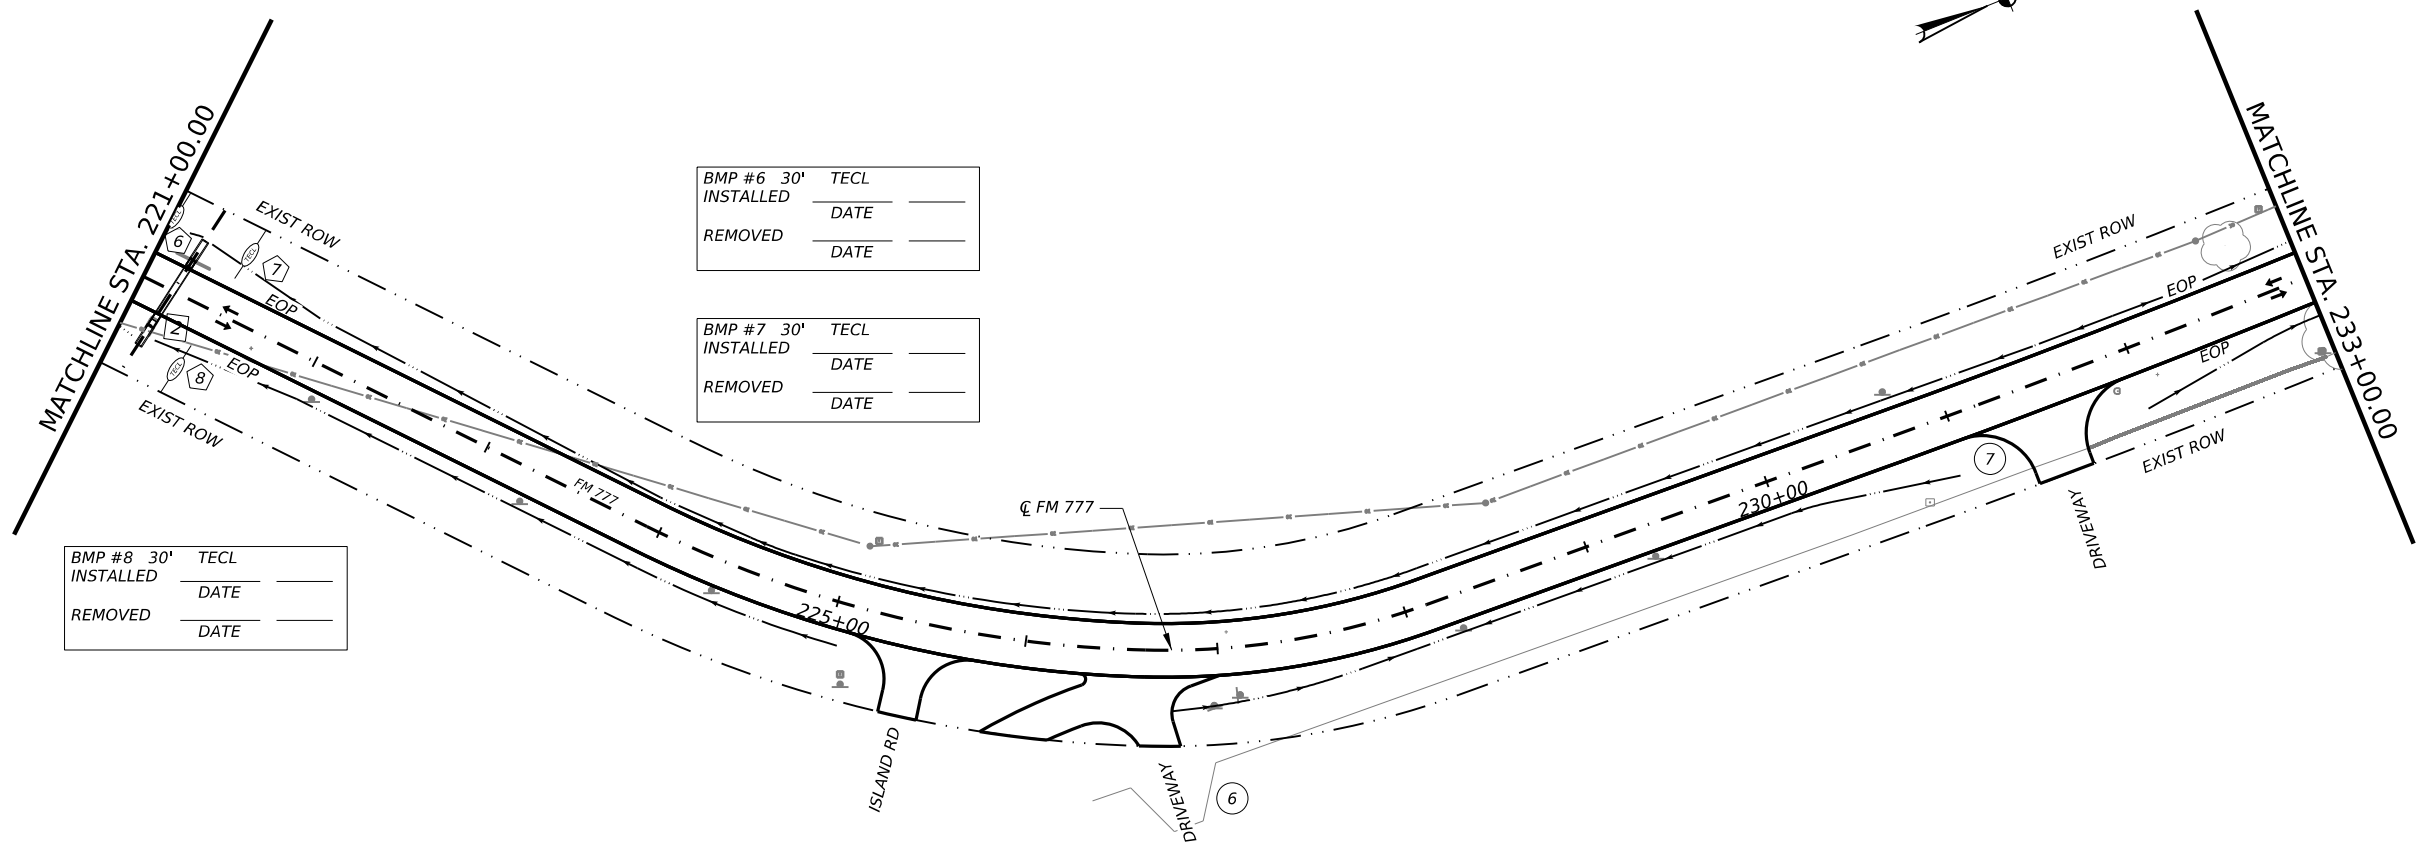 MATCHLINE STA. 221+00.00
EXIST ROW
TECL
6
TECL
7
EOP
2
EOP
TECL
8
EXIST ROW
BMP #6 30' TECL
INSTALLED
DATE
REMOVED
DATE
BMP #7 30' TECL
INSTALLED
DATE
REMOVED
DATE
BMP #8 30' TECL
INSTALLED
DATE
REMOVED
DATE
FM 777
225+00
℄ FM 777
ISLAND RD
DRIVEWAY
6
230+00
7
DRIVEWAY
EXIST ROW
EOP
EOP
G
EXIST ROW
MATCHLINE STA. 233+00.00